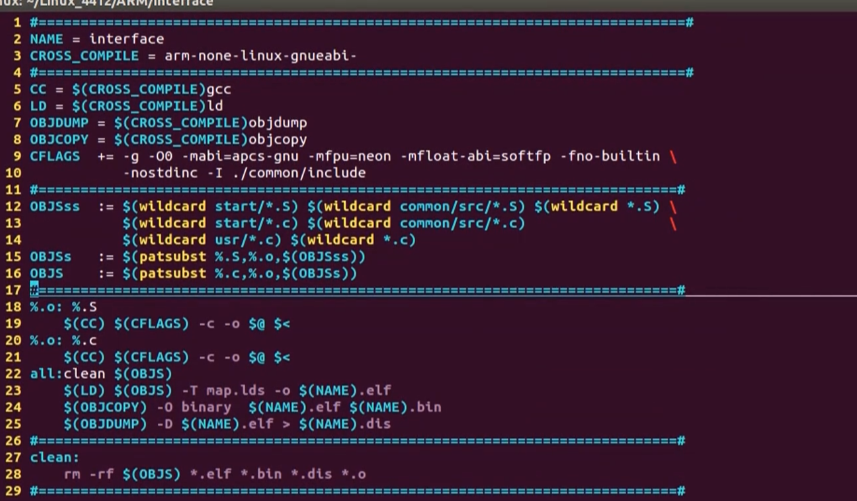 nux: ~/Linux_4412/ARM/interface
1 #=============================================================================#
2 NAME = interface
3 CROSS_COMPILE = arm-none-linux-gnueabi-
4 #=============================================================================#
5 CC = $(CROSS_COMPILE)gcc
6 LD = $(CROSS_COMPILE)ld
7 OBJDUMP = $(CROSS_COMPILE)objdump
8 OBJCOPY = $(CROSS_COMPILE)objcopy
9 CFLAGS += -g -O0 -mabi=apcs-gnu -mfpu=neon -mfloat-abi=softfp -fno-builtin \
10 -nostdinc -I ./common/include
11 #============================================================================#
12 OBJSss := $(wildcard start/*.S) $(wildcard common/src/*.S) $(wildcard *.S) \
13 $(wildcard start/*.c) $(wildcard common/src/*.c) \
14 $(wildcard usr/*.c) $(wildcard *.c)
15 OBJSs := $(patsubst %.S,%.o,$(OBJSss))
16 OBJS := $(patsubst %.c,%.o,$(OBJSs))
17 #============================================================================#
18 %.o: %.S
19 $(CC) $(CFLAGS) -c -o $@ $<
20 %.o: %.c
21 $(CC) $(CFLAGS) -c -o $@ $<
22 all:clean $(OBJS)
23 $(LD) $(OBJS) -T map.lds -o $(NAME).elf
24 $(OBJCOPY) -O binary $(NAME).elf $(NAME).bin
25 $(OBJDUMP) -D $(NAME).elf > $(NAME).dis
26 #============================================================================#
27 clean:
28 rm -rf $(OBJS) *.elf *.bin *.dis *.o
29 #============================================================================#